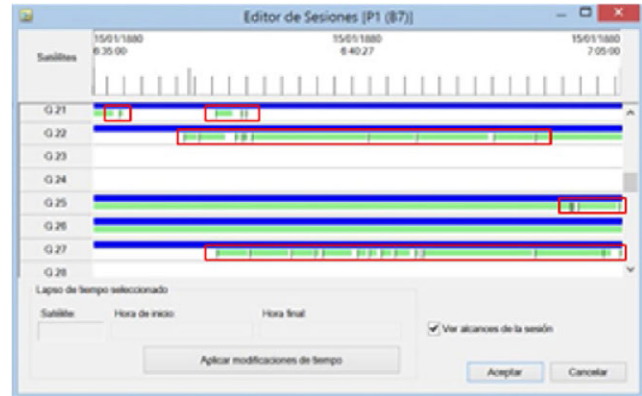 Editor de Sesiones [P1 (B7)]
Satélites
15/01/1880 15/01/1880 15/01/1880
6:35:00 6:40:27 7:05:00
G 21
G 22
G 23
G 24
G 25
G 26
G 27
G 28
Lapso de tiempo seleccionado
Satélite: Hora de inicio: Hora final:
Ver alcances de la sesión
Aplicar modificaciones de tiempo
Aceptar Cancelar